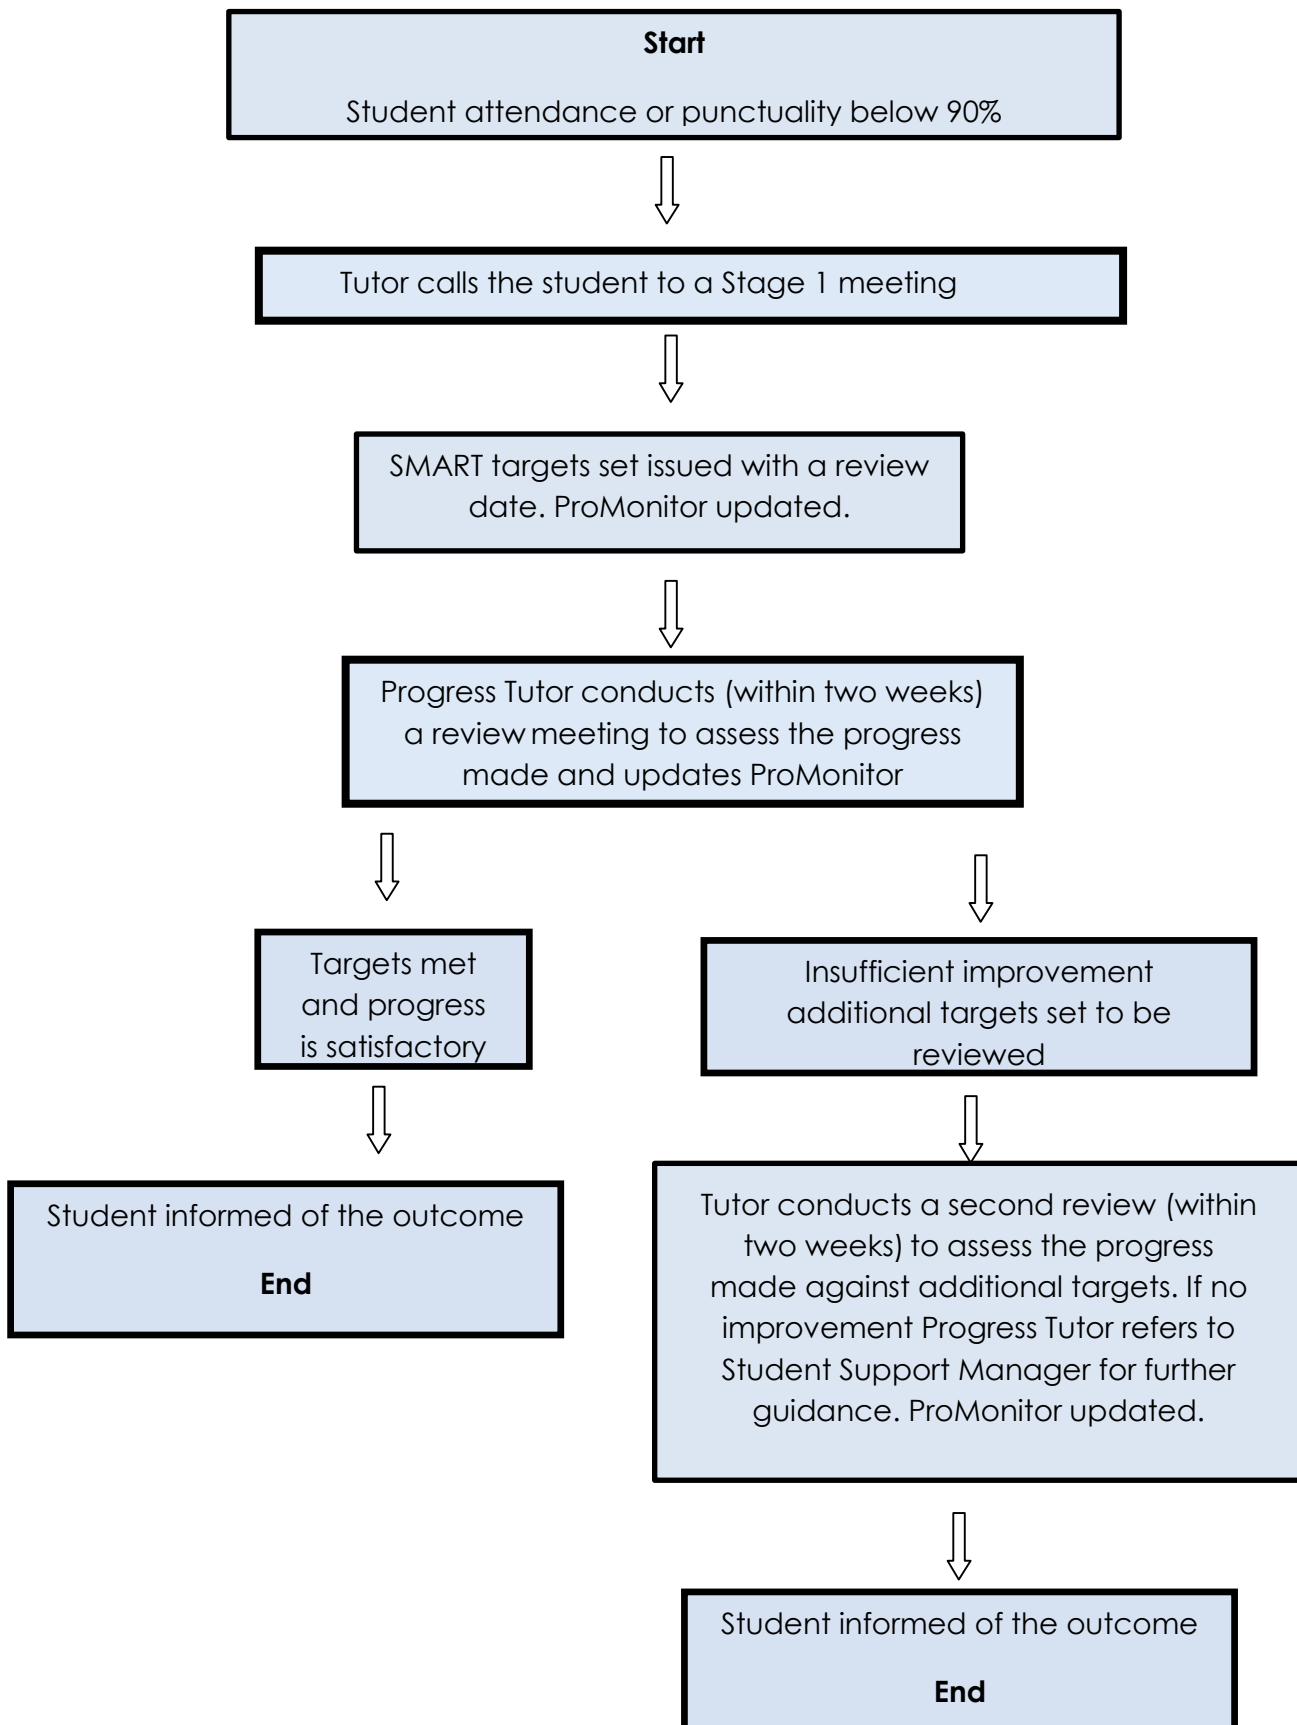 Start
Student attendance or punctuality below 90%
Tutor calls the student to a Stage 1 meeting
SMART targets set issued with a review
date. ProMonitor updated.
Progress Tutor conducts (within two weeks)
a review meeting to assess the progress
made and updates ProMonitor
Targets met
and progress
is satisfactory
Student informed of the outcome
End
Insufficient improvement
additional targets set to be
reviewed
Tutor conducts a second review (within
two weeks) to assess the progress
made against additional targets. If no
improvement Progress Tutor refers to
Student Support Manager for further
guidance. ProMonitor updated.
Student informed of the outcome
End